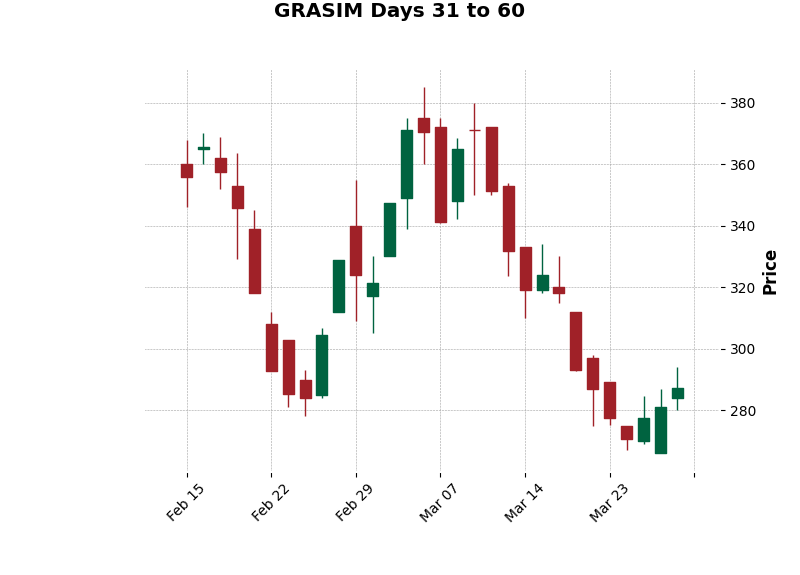 GRASIM Days 31 to 60
380
360
340
320
300
280
Price
Feb 15
Feb 22
Feb 29
Mar 07
Mar 14
Mar 23